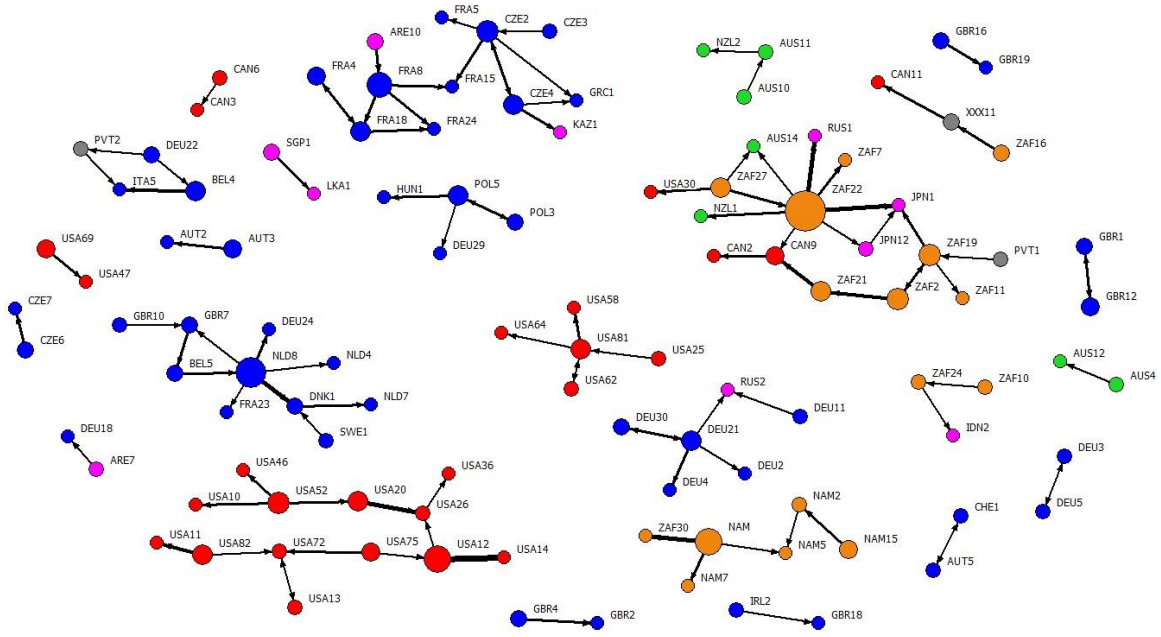 FRA5
CZE2
CZE3
ARE10
GBR16
NZL2
AUS11
GBR19
CAN6
FRA4
FRA8
FRA15
CZE4
GRC1
AUS10
CAN11
CAN3
FRA18
FRA24
KAZ1
XXX11
PVT2
DEU22
SGP1
AUS14
RUS1
ZAF7
ZAF16
ITA5
BEL4
LKA1
HUN1
POL5
USA30
ZAF27
ZAF22
JPN1
POL3
NZL1
AUT2
AUT3
DEU29
CAN2
CAN9
JPN12
ZAF19
PVT1
GBR1
USA69
USA47
ZAF21
ZAF2
ZAF11
GBR12
CZE7
USA58
GBR10
GBR7
DEU24
USA64
USA81
USA25
CZE6
BEL5
NLD8
NLD4
AUS12
USA62
ZAF24
ZAF10
AUS4
FRA23
DNK1
NLD7
RUS2
DEU11
DEU30
DEU21
IDN2
DEU18
SWE1
ARE7
DEU2
DEU3
DEU4
USA46
USA36
USA10
USA52
USA20
USA26
NAM2
CHE1
DEU5
USA11
USA82
USA72
USA75
USA12
USA14
ZAF30
NAM
NAM5
NAM15
AUT5
USA13
NAM7
GBR4
GBR2
IRL2
GBR18